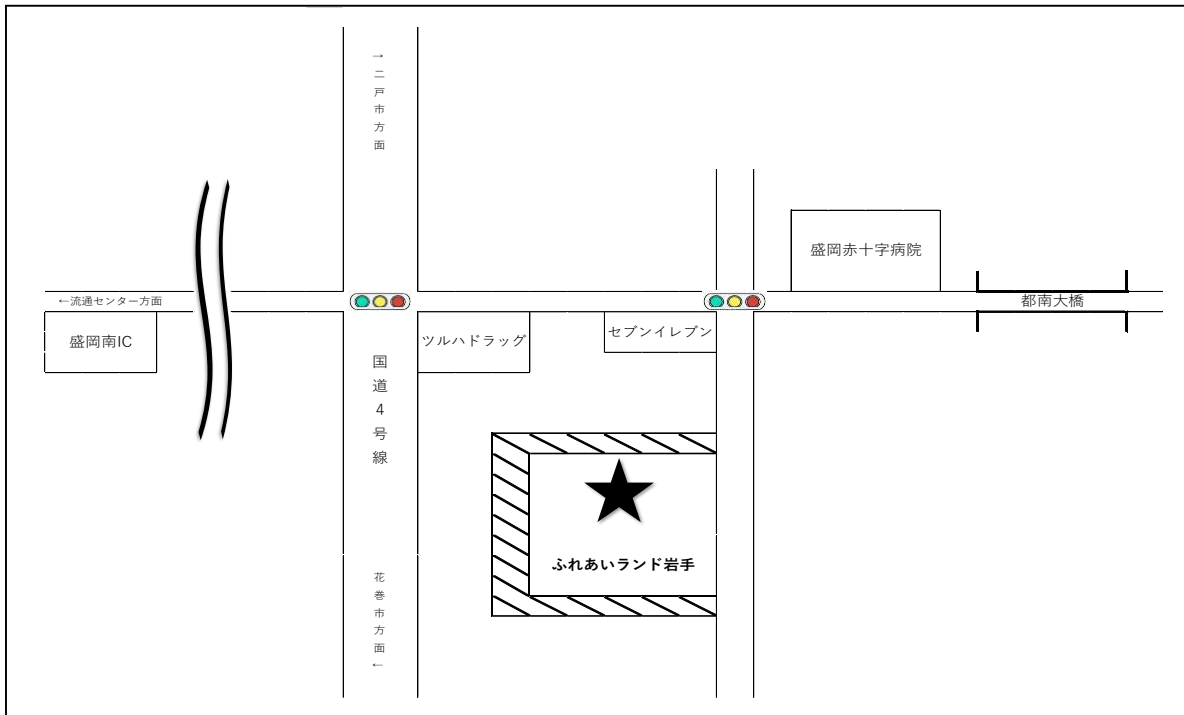 →二戸市方面
盛岡赤十字病院
←流通センター方面
都南大橋
盛岡南IC
ツルハドラッグ
セブンイレブン
国道4号線
ふれあいランド岩手
花巻市方面←